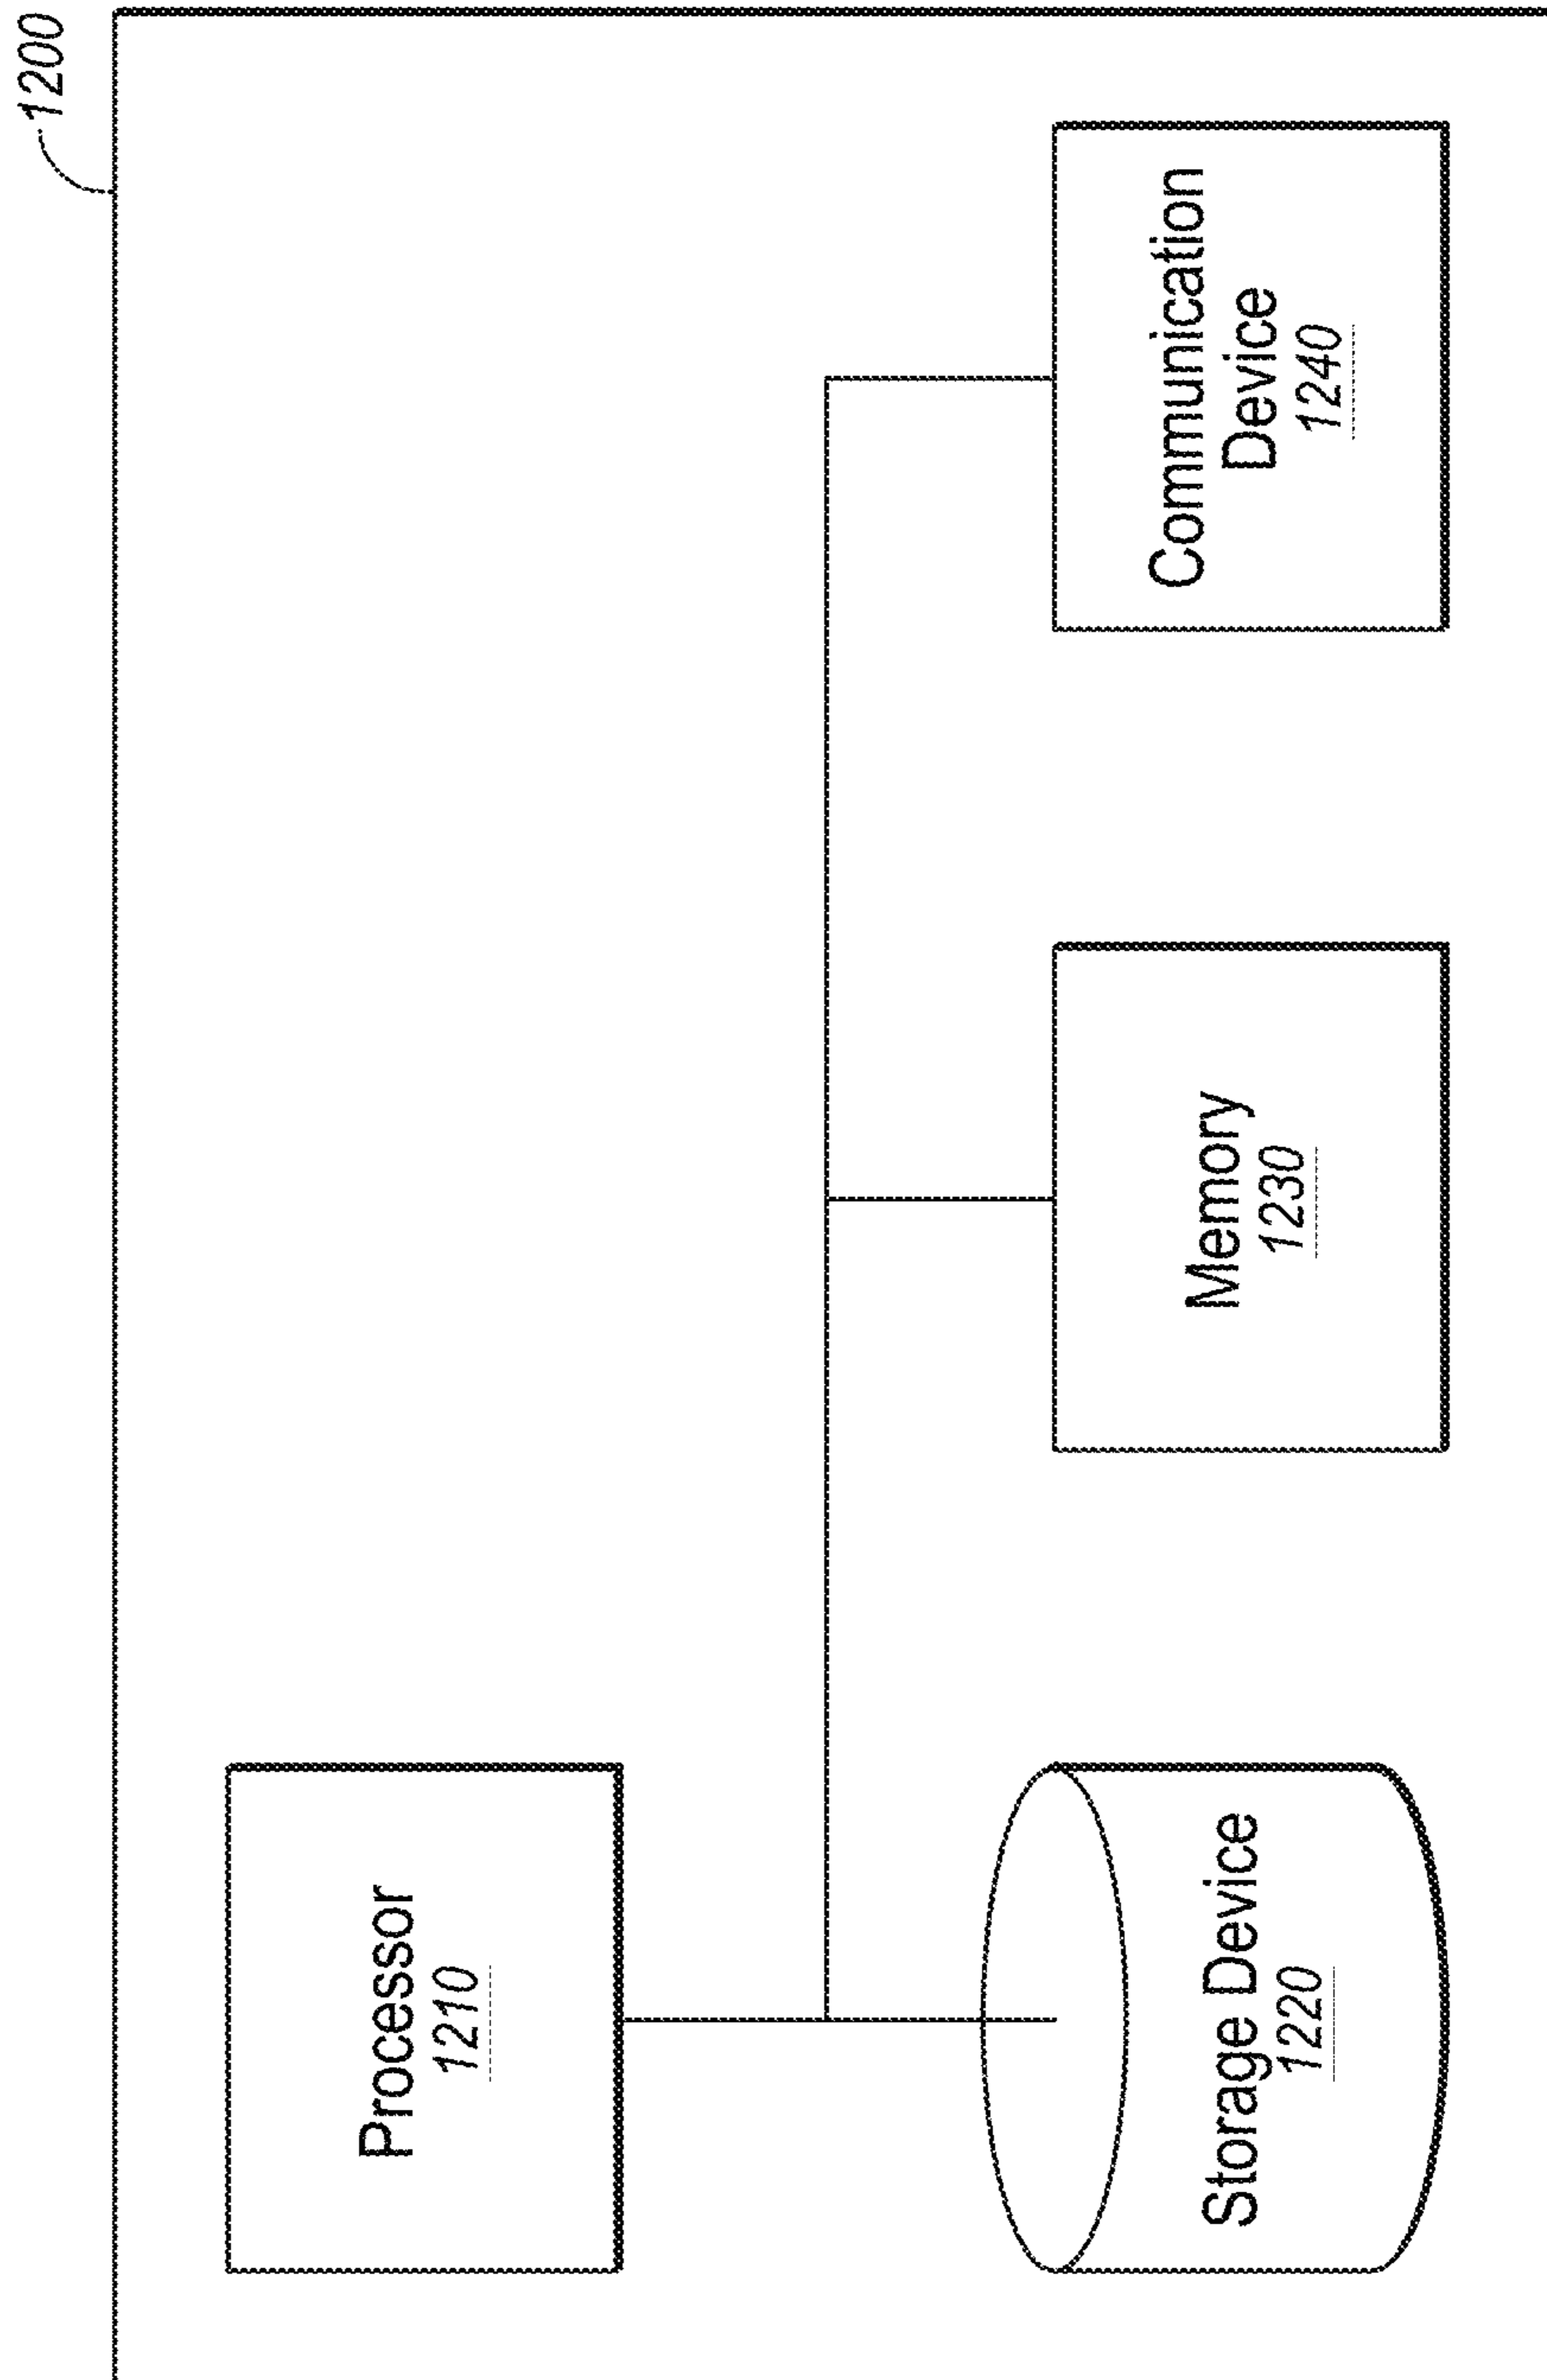 1200
Processor
1210
Storage Device
1220
Memory
1230
Communication
Device
1240